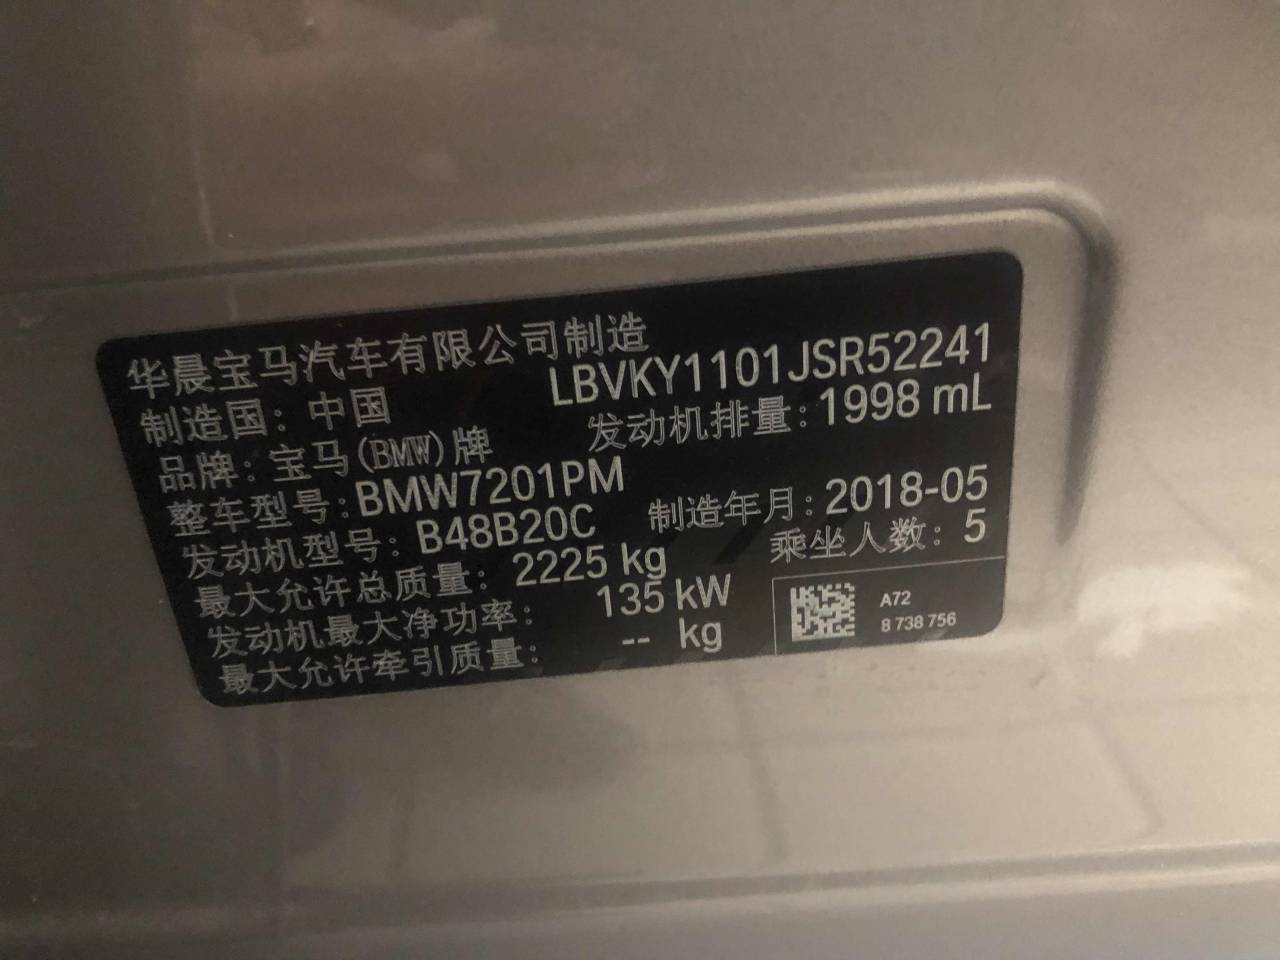 华晨宝马汽车有限公司制造
制造国：中国 LBVKY1101JSR52241
品牌：宝马(BMW)牌 发动机排量：1998 mL
整车型号：BMW7201PM
发动机型号：B48B20C 制造年月：2018-05
最大允许总质量：2225 kg 乘坐人数：5
发动机最大净功率：135 kW
最大允许牵引质量：-- kg
A72
8 738 756